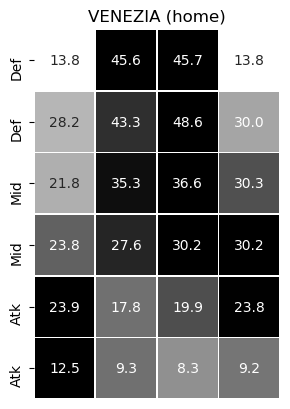 VENEZIA (home)
Def 13.8 45.6 45.7 13.8
Def 28.2 43.3 48.6 30.0
Mid 21.8 35.3 36.6 30.3
Mid 23.8 27.6 30.2 30.2
Atk 23.9 17.8 19.9 23.8
Atk 12.5 9.3 8.3 9.2